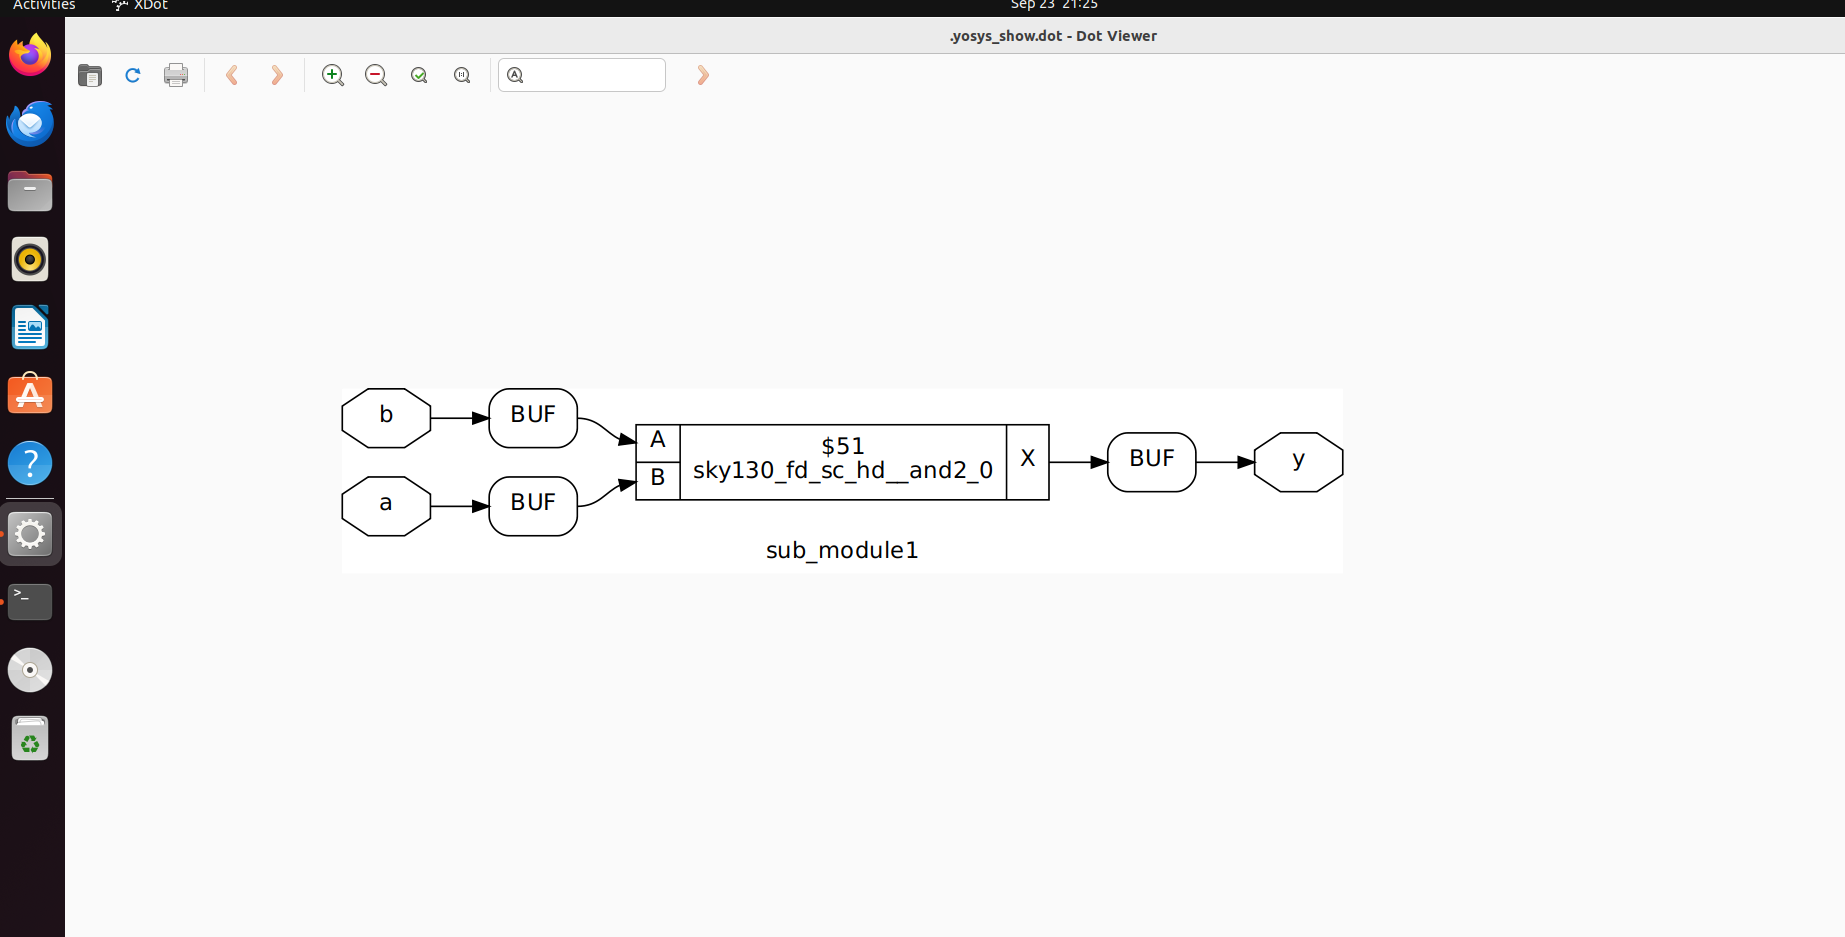 Activities
XDot
Sep 23 21:25
.yosys_show.dot - Dot Viewer
b
BUF
A
$51
sky130_fd_sc_hd__and2_0
X
BUF
y
a
BUF
B
sub_module1